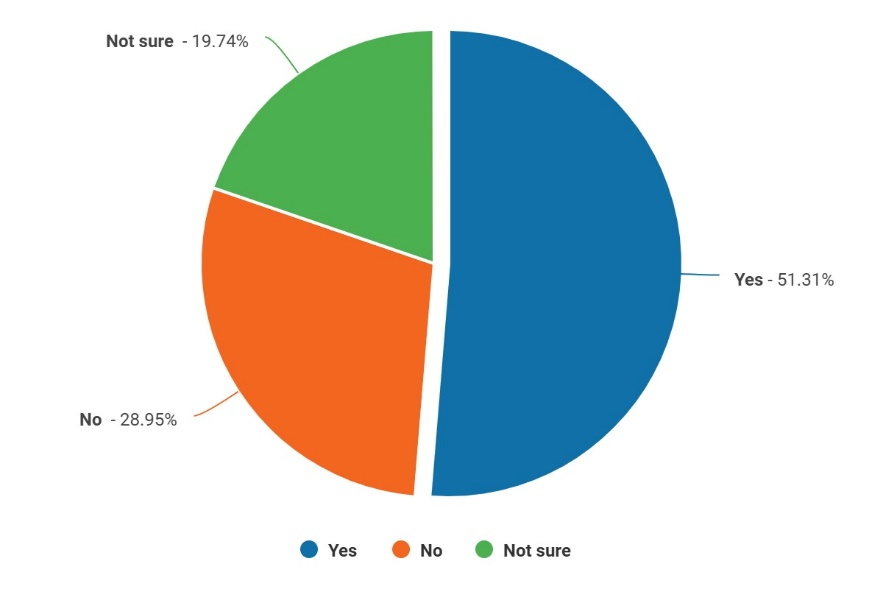 Not sure - 19.74%
Yes - 51.31%
No - 28.95%
Yes No Not sure